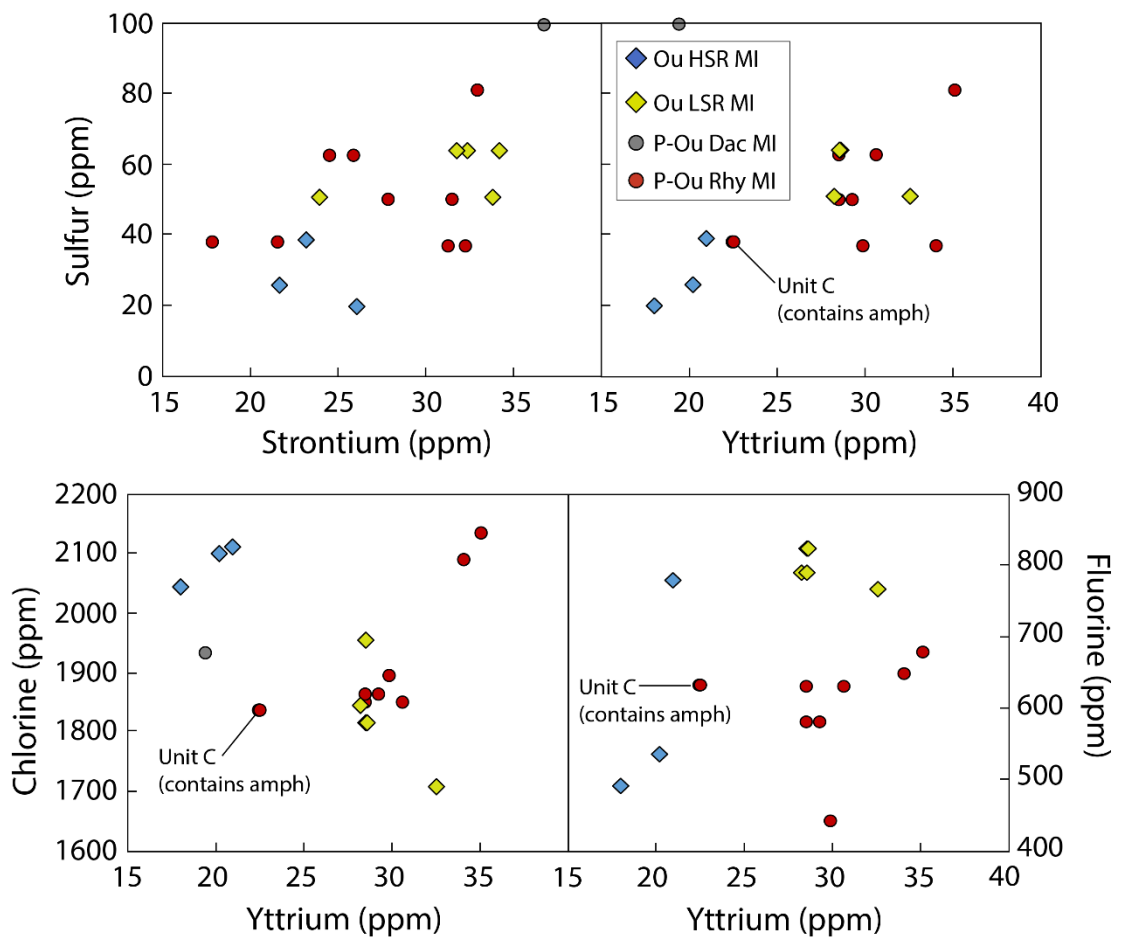 100
80
60
40
20
0
Sulfur (ppm)
15 20 25 30 35
Strontium (ppm)
Ou HSR MI
Ou LSR MI
P-Ou Dac MI
P-Ou Rhy MI
Unit C
(contains amph)
15 20 25 30 35 40
Yttrium (ppm)
2200
2100
2000
1900
1800
1700
1600
Chlorine (ppm)
Unit C
(contains amph)
15 20 25 30 35
Yttrium (ppm)
Unit C
(contains amph)
900
800
700
600
500
400
Fluorine (ppm)
15 20 25 30 35 40
Yttrium (ppm)